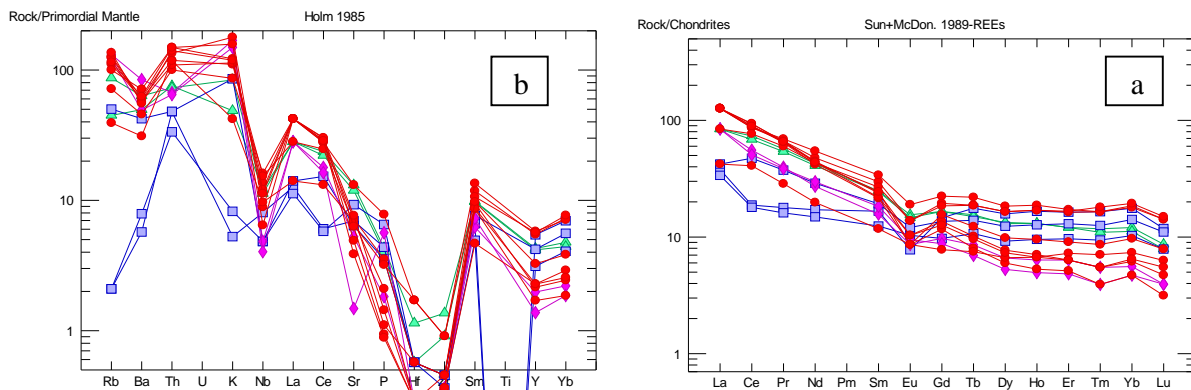 Rock/Primordial Mantle Holm 1985
b
100
10
1
Rb Ba Th U K Nb La Ce Sr P Hf Sm Ti Y Yb
Rock/Chondrites Sun+McDon. 1989-REEs
a
100
10
1
La Ce Pr Nd Pm Sm Eu Gd Tb Dy Ho Er Tm Yb Lu